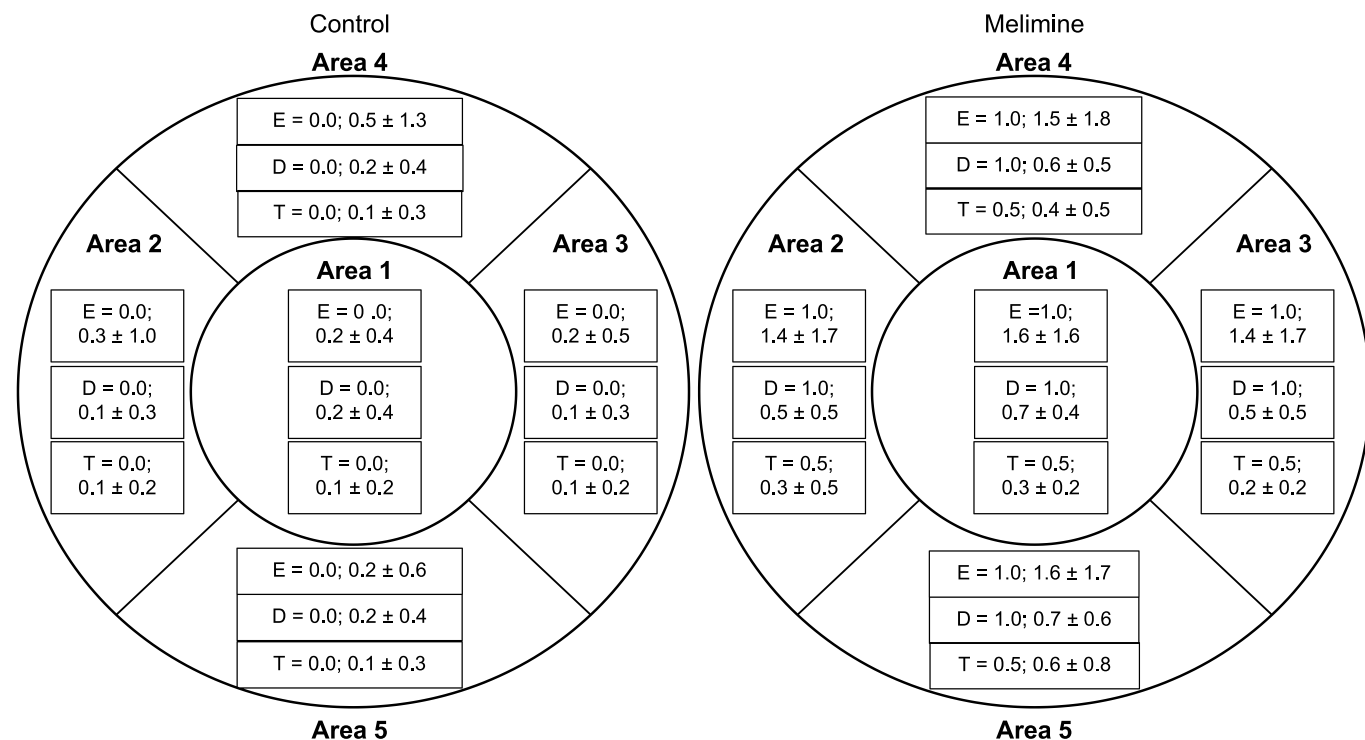 Control
Area 4
E = 0.0; 0.5 ± 1.3
D = 0.0; 0.2 ± 0.4
T = 0.0; 0.1 ± 0.3
Area 2
E = 0.0;
0.3 ± 1.0
D = 0.0;
0.1 ± 0.3
T = 0.0;
0.1 ± 0.2
Area 1
E = 0 .0;
0.2 ± 0.4
D = 0.0;
0.2 ± 0.4
T = 0.0;
0.1 ± 0.2
Area 3
E = 0.0;
0.2 ± 0.5
D = 0.0;
0.1 ± 0.3
T = 0.0;
0.1 ± 0.2
E = 0.0; 0.2 ± 0.6
D = 0.0; 0.2 ± 0.4
T = 0.0; 0.1 ± 0.3
Area 5
Melimine
Area 4
E = 1.0; 1.5 ± 1.8
D = 1.0; 0.6 ± 0.5
T = 0.5; 0.4 ± 0.5
Area 2
E = 1.0;
1.4 ± 1.7
D = 1.0;
0.5 ± 0.5
T = 0.5;
0.3 ± 0.5
Area 1
E =1.0;
1.6 ± 1.6
D = 1.0;
0.7 ± 0.4
T = 0.5;
0.3 ± 0.2
Area 3
E = 1.0;
1.4 ± 1.7
D = 1.0;
0.5 ± 0.5
T = 0.5;
0.2 ± 0.2
E = 1.0; 1.6 ± 1.7
D = 1.0; 0.7 ± 0.6
T = 0.5; 0.6 ± 0.8
Area 5